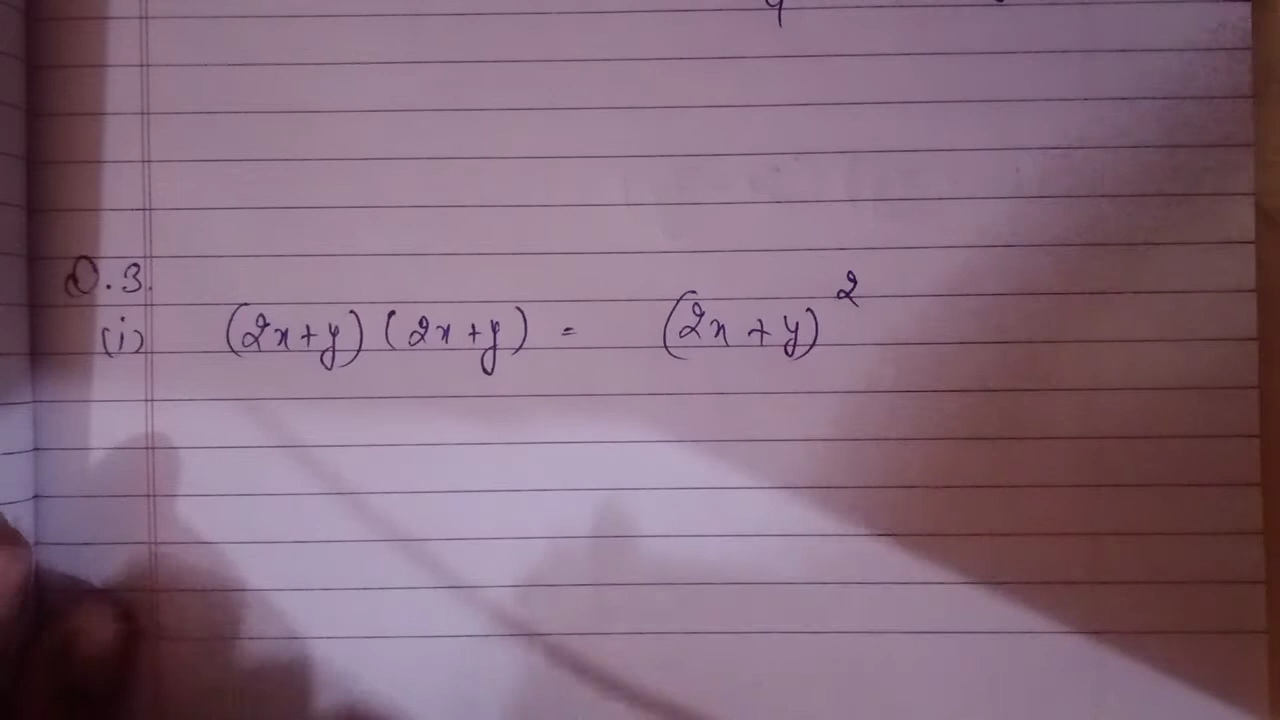 Q.3.
(i) (2x+y) (2x+y) = (2x+y)²